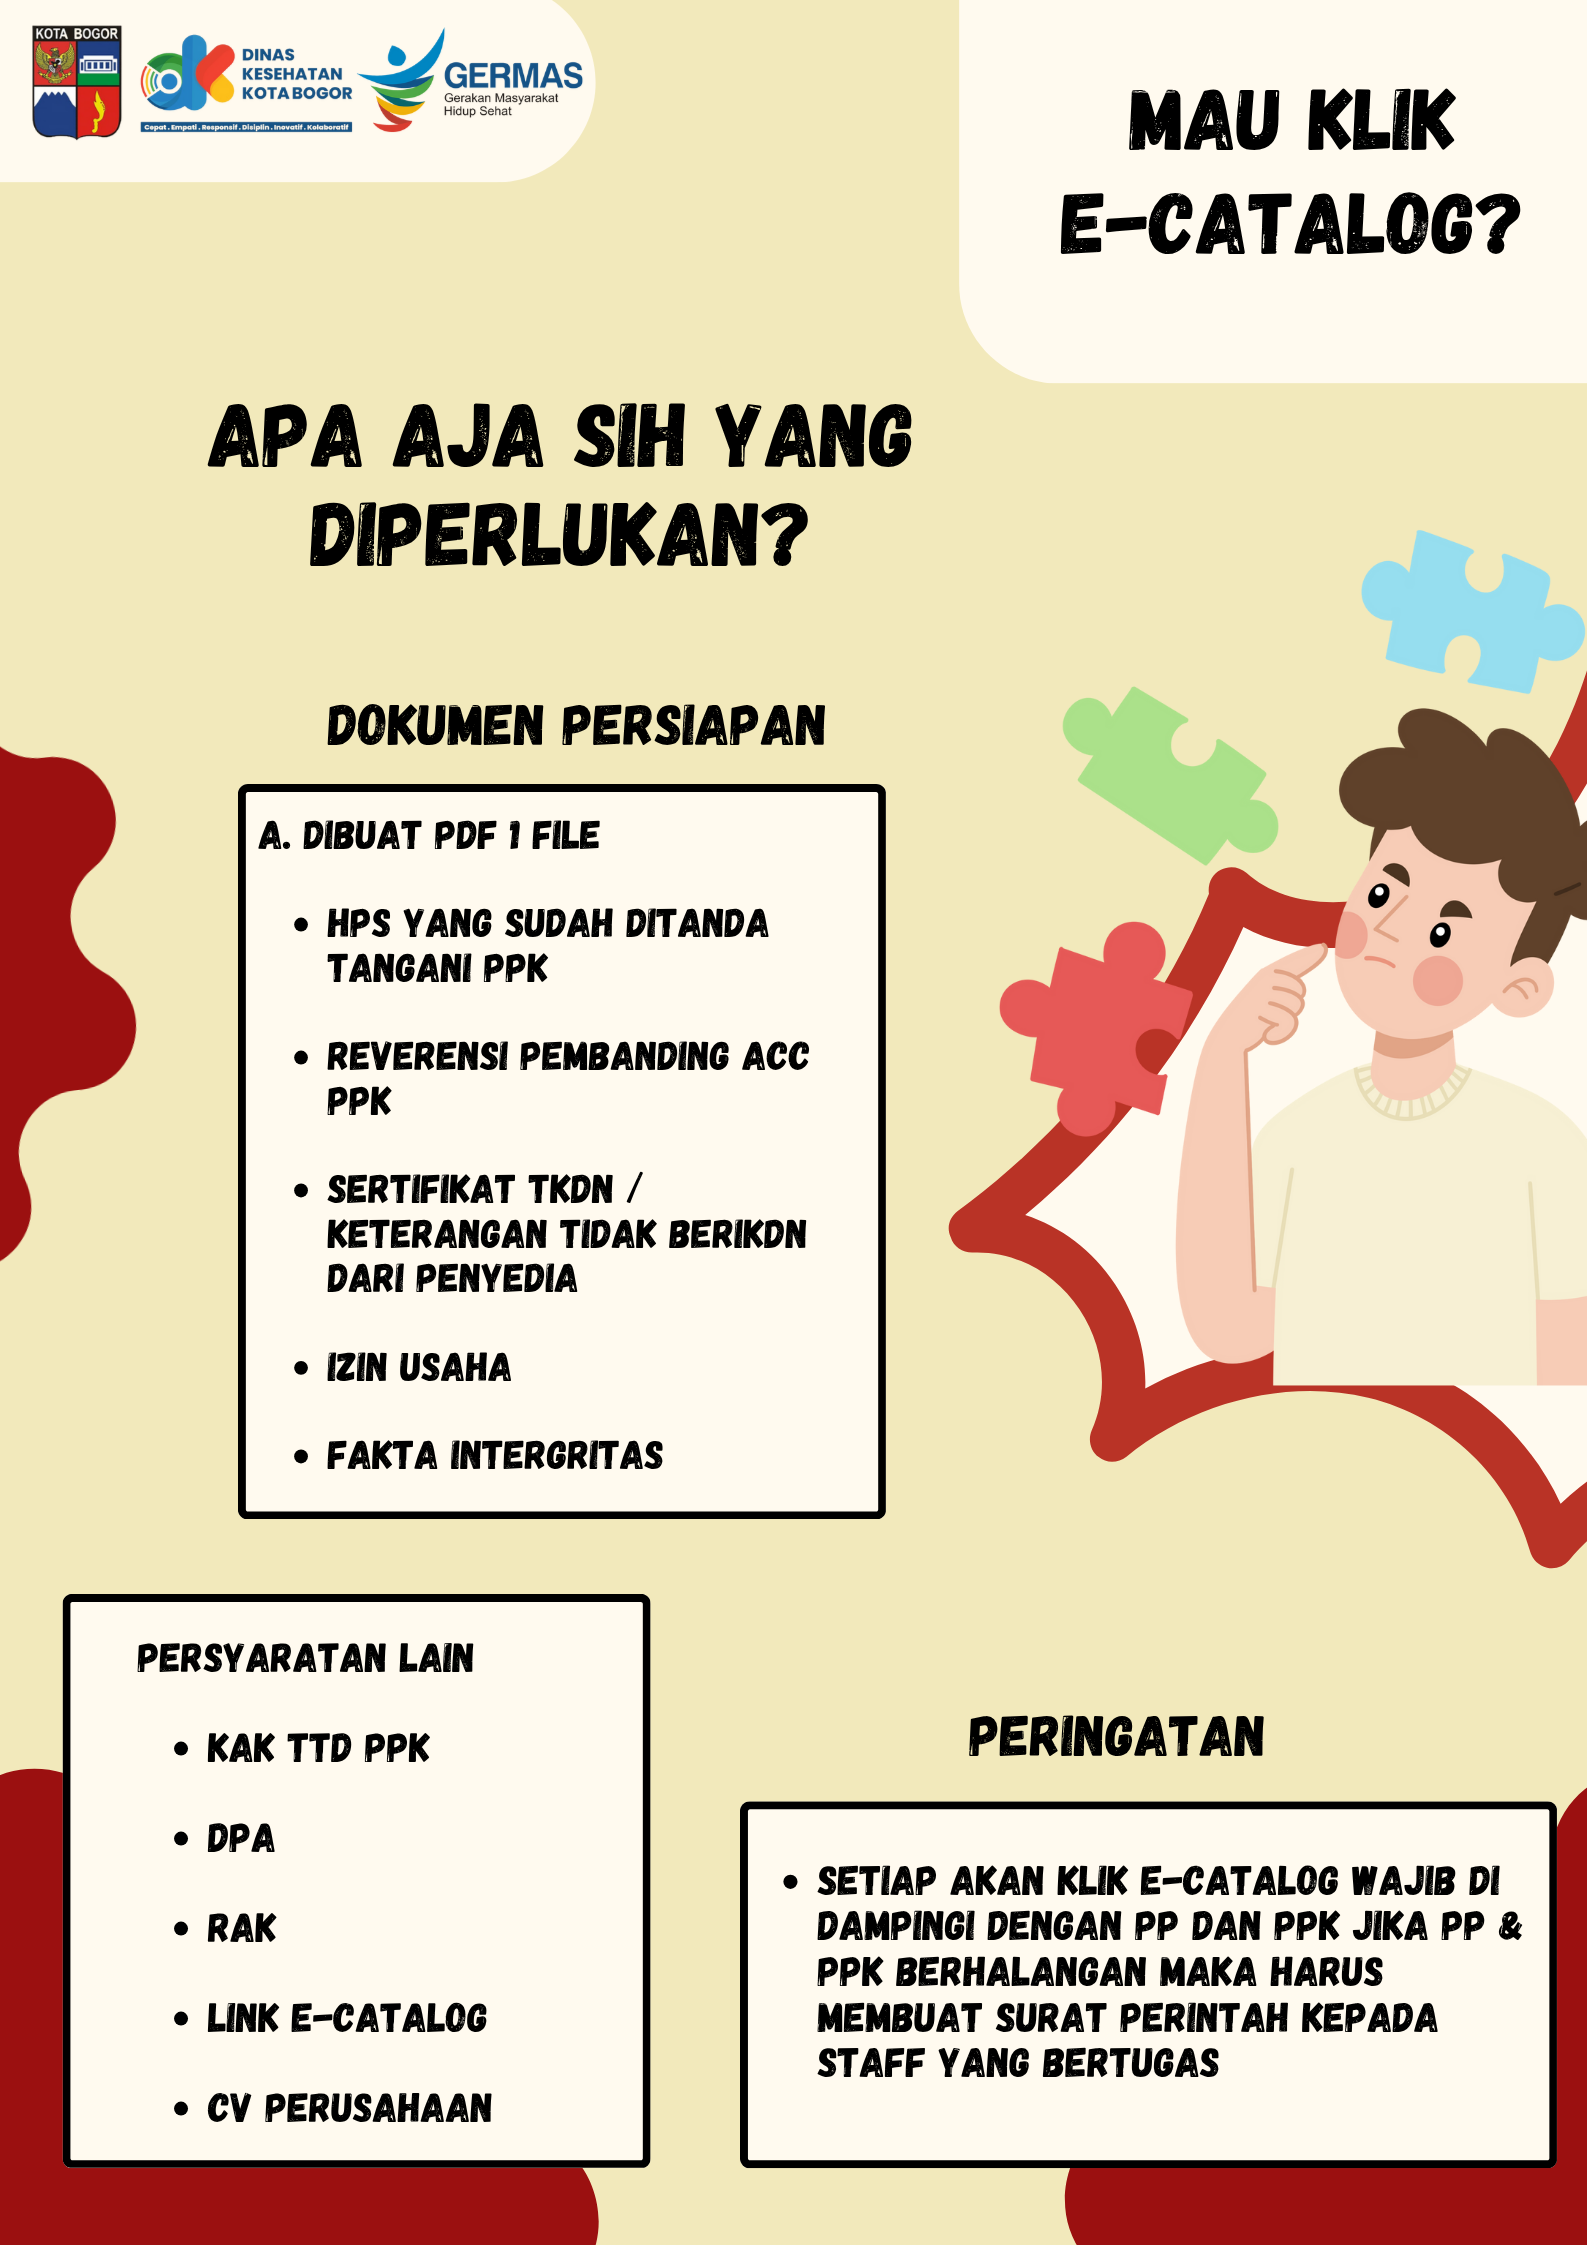 KOTA BOGOR
DINAS
KESEHATAN
KOTA BOGOR
Cepat . Empati . Responsif . Disiplin . Inovatif . Kolaboratif
GERMAS
Gerakan Masyarakat
Hidup Sehat
MAU KLIK
E-CATALOG?
APA AJA SIH YANG
DIPERLUKAN?
DOKUMEN PERSIAPAN
A. DIBUAT PDF 1 FILE
• HPS YANG SUDAH DITANDA
TANGANI PPK
• REVERENSI PEMBANDING ACC
PPK
• SERTIFIKAT TKDN /
KETERANGAN TIDAK BERIKDN
DARI PENYEDIA
• IZIN USAHA
• FAKTA INTERGRITAS
PERSYARATAN LAIN
• KAK TTD PPK
• DPA
• RAK
• LINK E-CATALOG
• CV PERUSAHAAN
PERINGATAN
• SETIAP AKAN KLIK E-CATALOG WAJIB DI
DAMPINGI DENGAN PP DAN PPK JIKA PP &
PPK BERHALANGAN MAKA HARUS
MEMBUAT SURAT PERINTAH KEPADA
STAFF YANG BERTUGAS